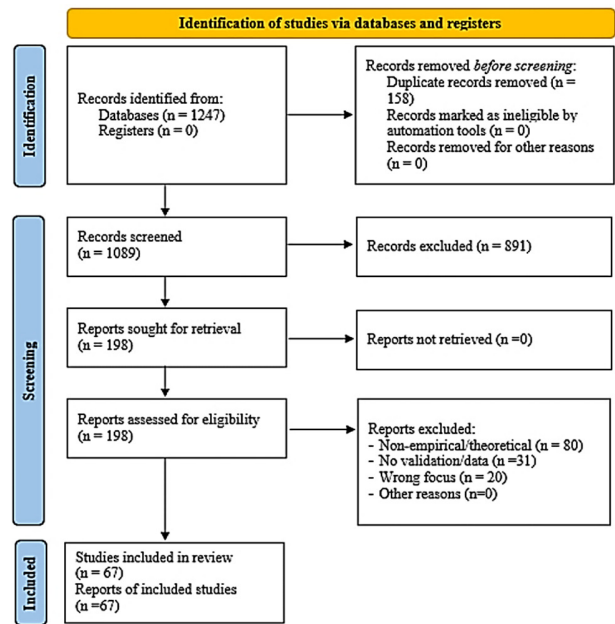 Identification of studies via databases and registers
Identification
Records identified from:
Databases (n = 1247)
Registers (n = 0)
Records removed before screening:
Duplicate records removed (n =
158)
Records marked as ineligible by
automation tools (n = 0)
Records removed for other reasons
(n = 0)
Screening
Records screened
(n = 1089)
Records excluded (n = 891)
Reports sought for retrieval
(n = 198)
Reports not retrieved (n =0)
Reports assessed for eligibility
(n = 198)
Reports excluded:
- Non-empirical/theoretical (n = 80)
- No validation/data (n =31)
- Wrong focus (n = 20)
- Other reasons (n=0)
Included
Studies included in review
(n = 67)
Reports of included studies
(n =67)